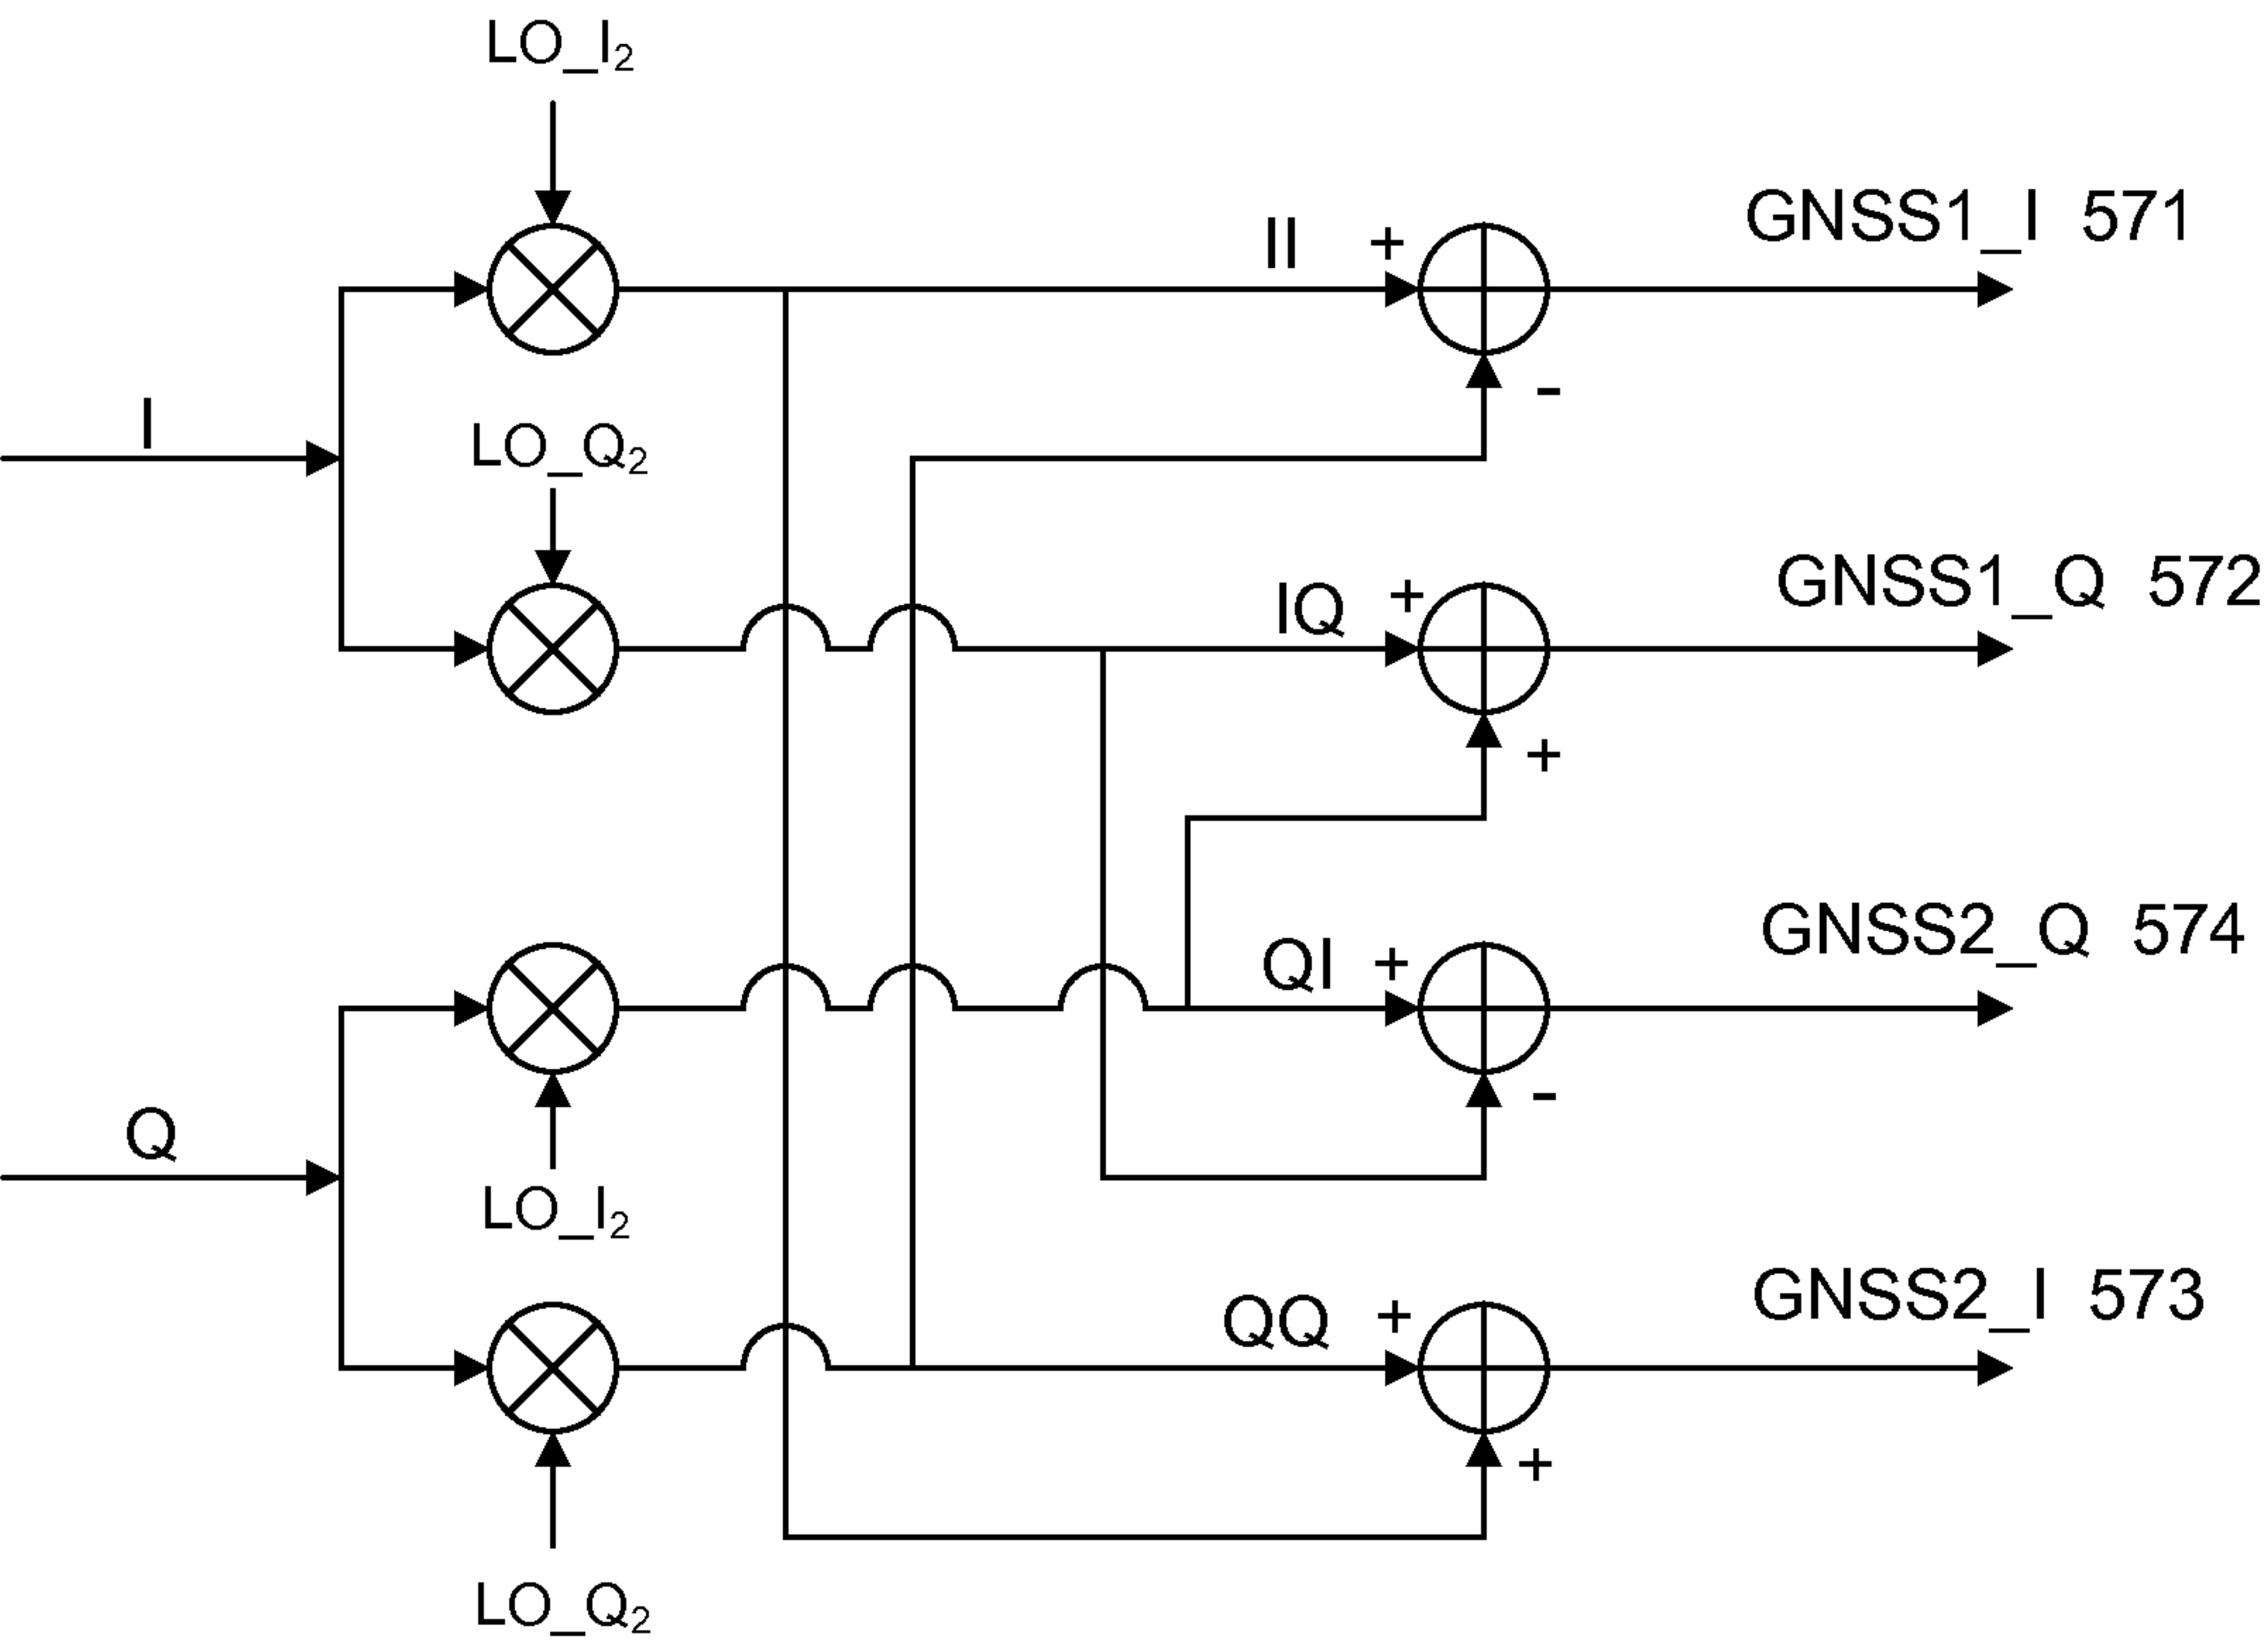 LO_I₂
II + GNSS1_I 571
-
I
LO_Q₂
IQ + GNSS1_Q 572
+
QI + GNSS2_Q 574
-
Q
LO_I₂
QQ + GNSS2_I 573
+
LO_Q₂